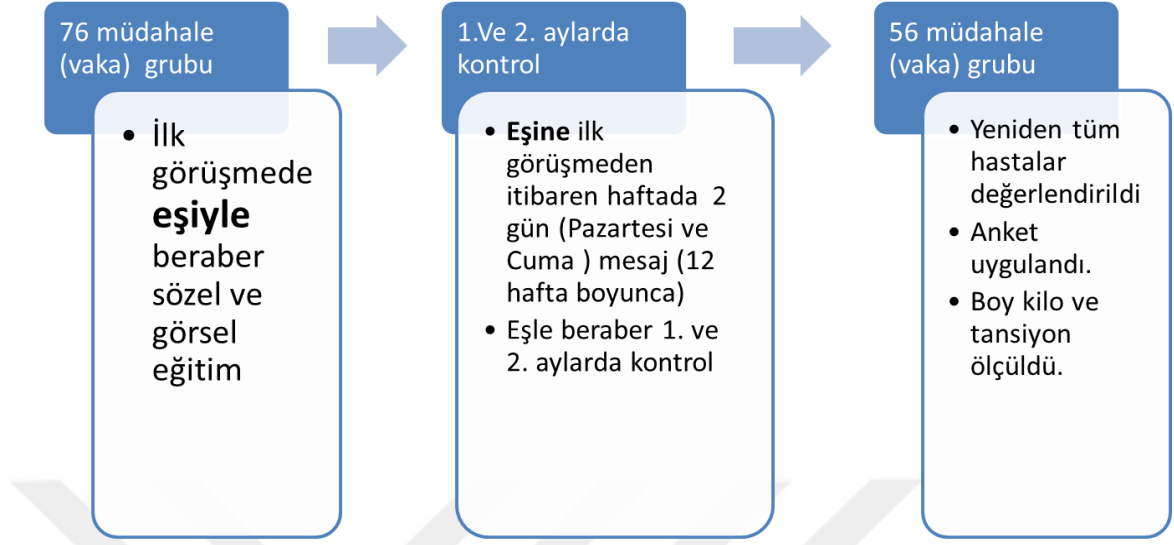 76 müdahale
(vaka) grubu
• İlk
görüşmede
eşiyle
beraber
sözel ve
görsel
eğitim
1.Ve 2. aylarda
kontrol
• Eşine ilk
görüşmeden
itibaren haftada 2
gün (Pazartesi ve
Cuma ) mesaj (12
hafta boyunca)
• Eşle beraber 1. ve
2. aylarda kontrol
56 müdahale
(vaka) grubu
• Yeniden tüm
hastalar
değerlendirildi
• Anket
uygulandı.
• Boy kilo ve
tansiyon
ölçüldü.